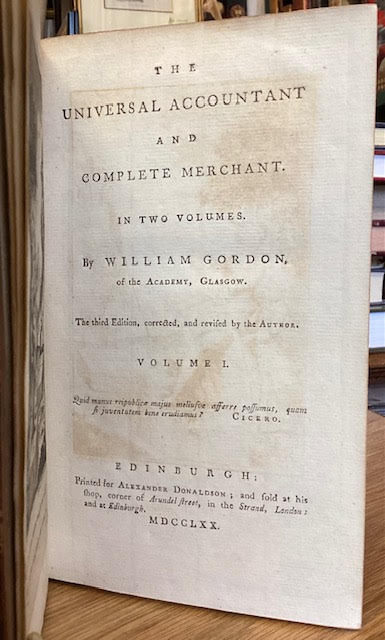 THE
UNIVERSAL ACCOUNTANT
AND
COMPLETE MERCHANT.
IN TWO VOLUMES.
By WILLIAM GORDON,
of the ACADEMY, GLASGOW.
The third Edition, corrected, and revised by the AUTHOR.
VOLUME I.
Quid munus reipublicæ majus meliusve afferre possumus, quam
si juventutem bene erudiamus? CICERO.
EDINBURGH:
Printed for ALEXANDER DONALDSON; and sold at his
shop, corner of Arundel street, in the Strand, London:
and at Edinburgh.
MDCCLXX.